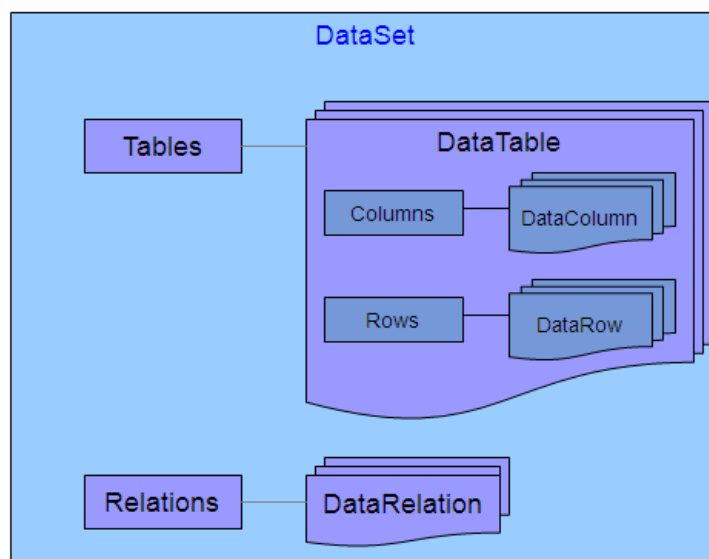 DataSet
Tables
DataTable
Columns
DataColumn
Rows
DataRow
Relations
DataRelation